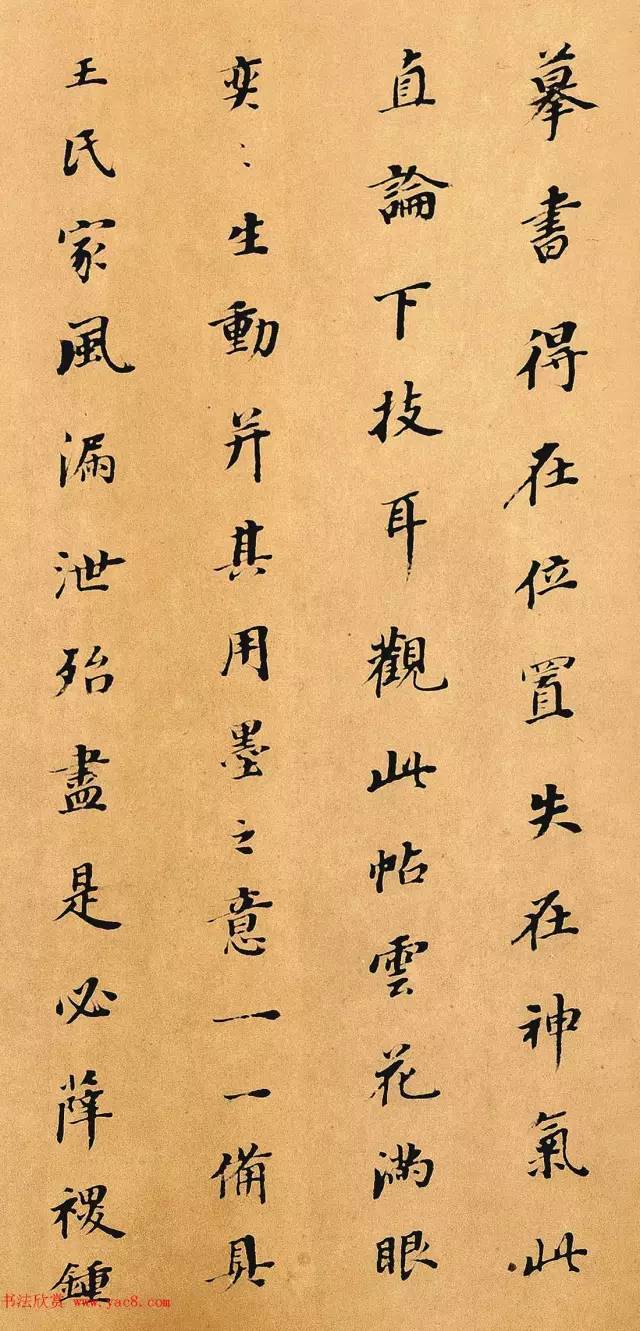 摹書得在位置失在神氣此
直論下技耳觀此帖雲花滿眼
奕〻生動并其用墨之意一一備具
王氏家風漏泄殆盡是必薛稷鍾
书法欣赏 www.yac8.com